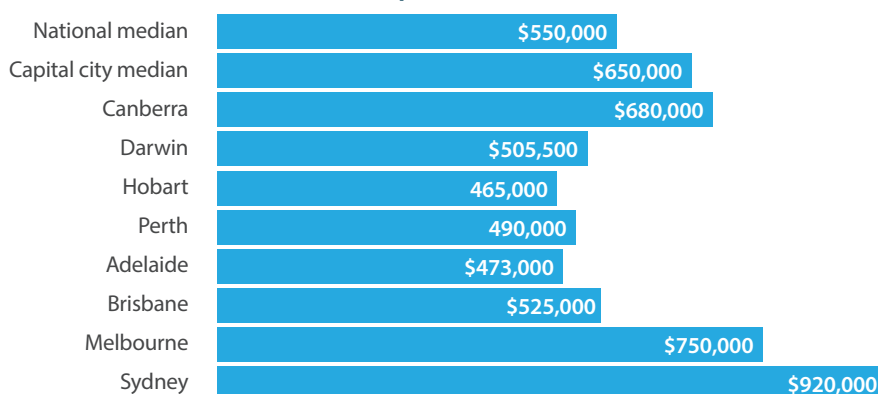 National median $550,000
Capital city median $650,000
Canberra $680,000
Darwin $505,500
Hobart 465,000
Perth 490,000
Adelaide $473,000
Brisbane $525,000
Melbourne $750,000
Sydney $920,000